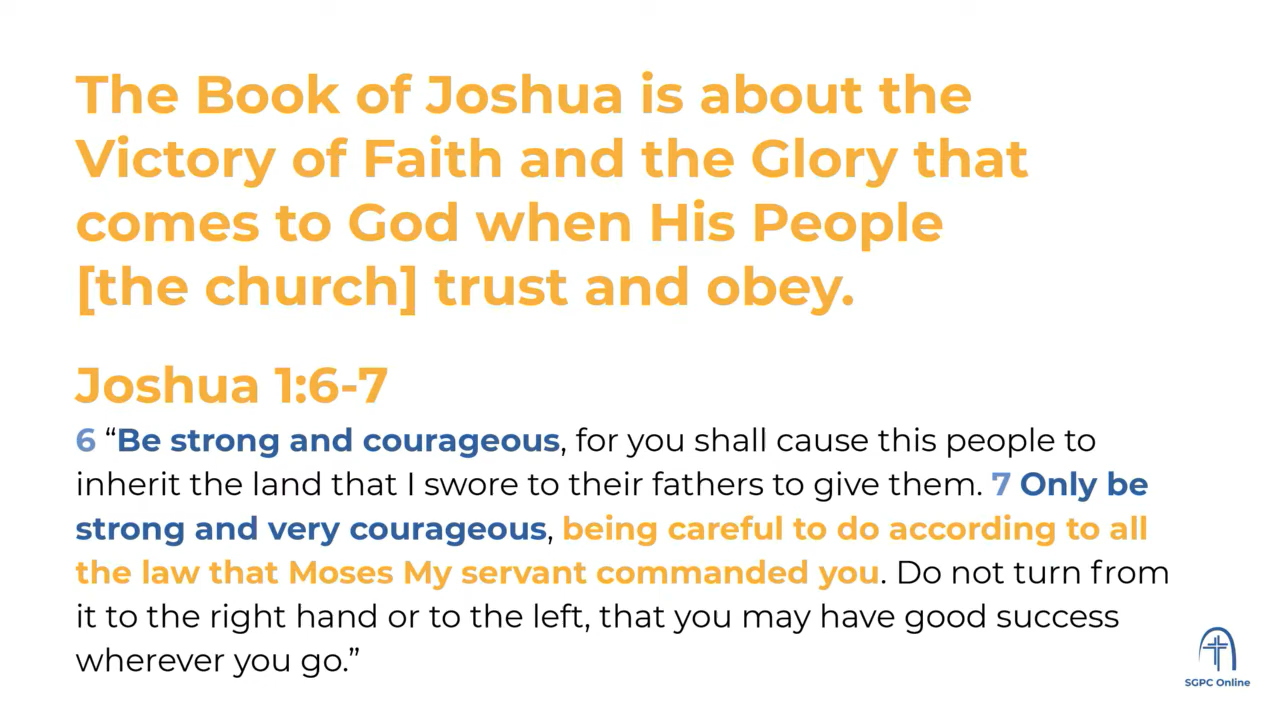 The Book of Joshua is about the
Victory of Faith and the Glory that
comes to God when His People
[the church] trust and obey.
Joshua 1:6-7
6 “Be strong and courageous, for you shall cause this people to
inherit the land that I swore to their fathers to give them. 7 Only be
strong and very courageous, being careful to do according to all
the law that Moses My servant commanded you. Do not turn from
it to the right hand or to the left, that you may have good success
wherever you go.”
SGPC Online